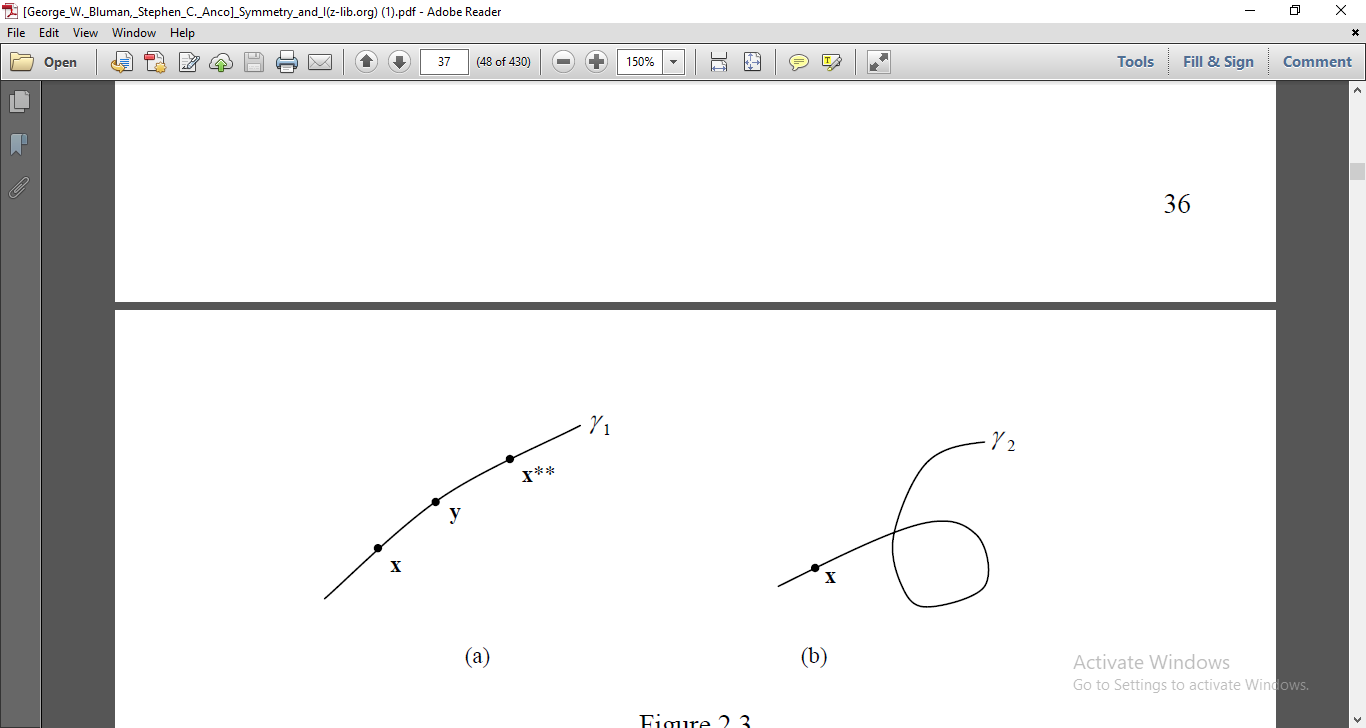 [George_W._Bluman,_Stephen_C._Anco]_Symmetry_and_I(z-lib.org) (1).pdf - Adobe Reader
File Edit View Window Help
Open 37 (48 of 430) 150% Tools Fill & Sign Comment
36
γ1
x**
y
x
γ2
x
(a) (b)
Activate Windows
Go to Settings to activate Windows.
Figure 2.3